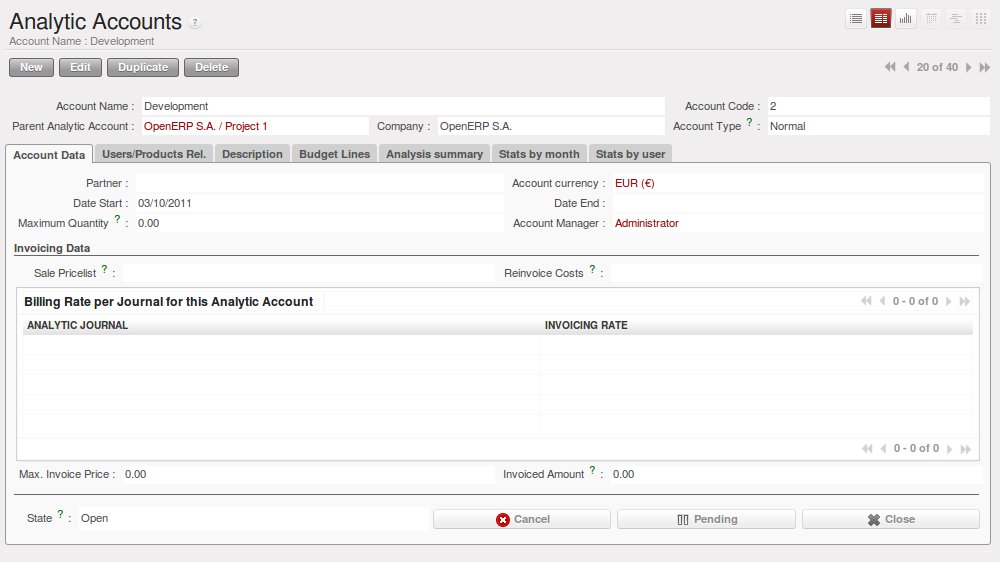 Analytic Accounts ?
Account Name : Development
New Edit Duplicate Delete 20 of 40
Account Name : Development Account Code : 2
Parent Analytic Account : OpenERP S.A. / Project 1 Company : OpenERP S.A. Account Type ? : Normal
Account Data Users/Products Rel. Description Budget Lines Analysis summary Stats by month Stats by user
Partner : Account currency : EUR (€)
Date Start : 03/10/2011 Date End :
Maximum Quantity ? : 0.00 Account Manager : Administrator
Invoicing Data
Sale Pricelist ? : Reinvoice Costs ? :
Billing Rate per Journal for this Analytic Account 0 - 0 of 0
ANALYTIC JOURNAL INVOICING RATE
0 - 0 of 0
Max. Invoice Price : 0.00 Invoiced Amount ? : 0.00
State ? : Open Cancel Pending Close